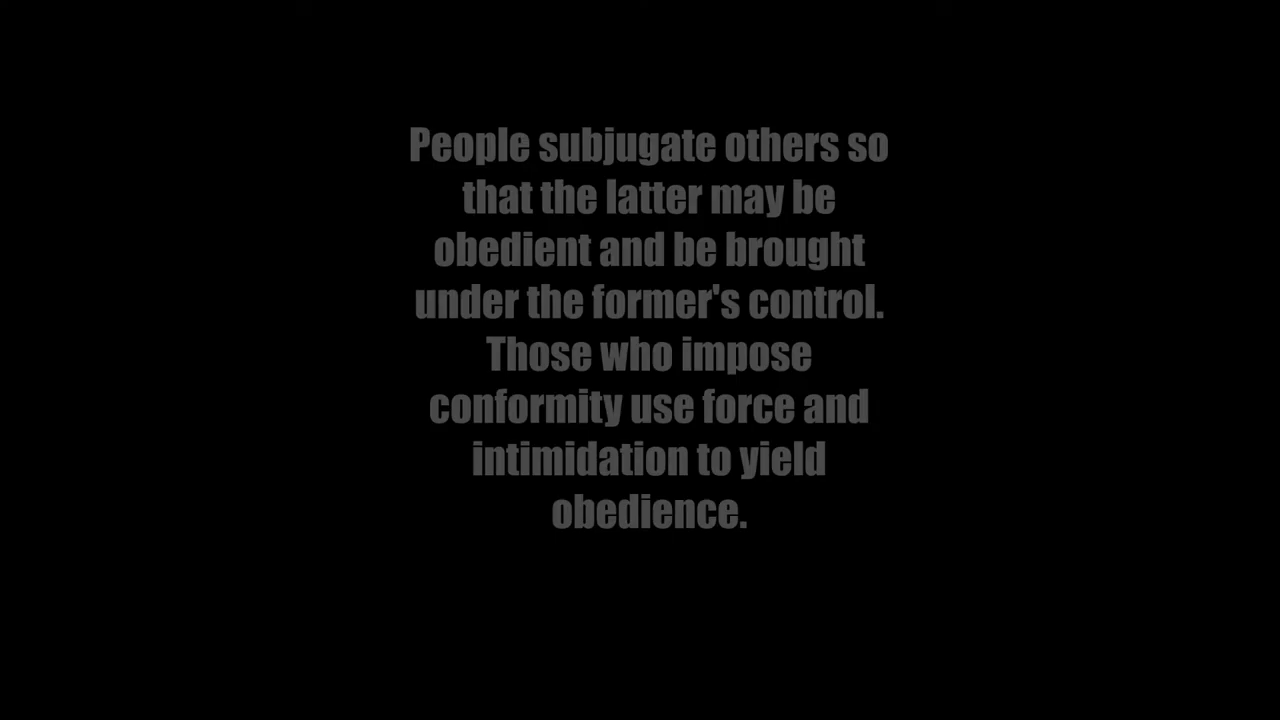 People subjugate others so
that the latter may be
obedient and be brought
under the former's control.
Those who impose
conformity use force and
intimidation to yield
obedience.